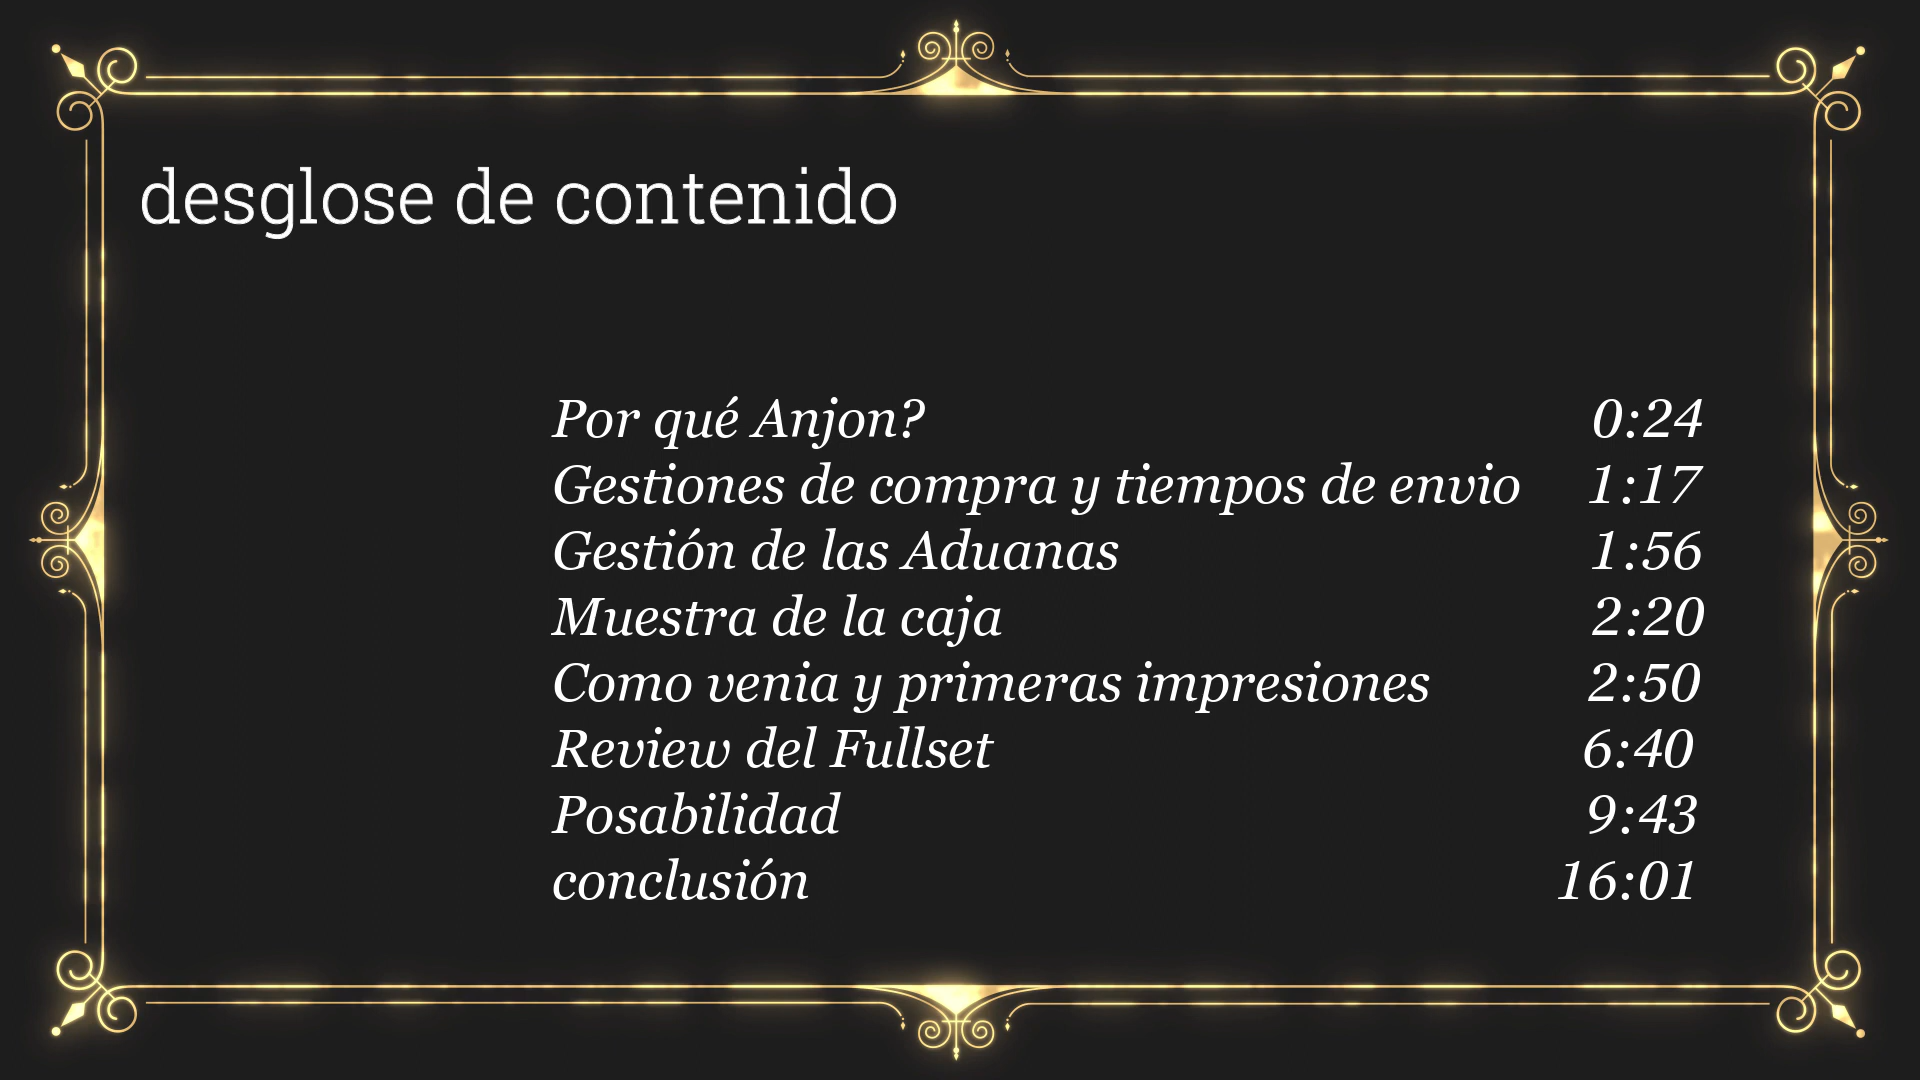 desglose de contenido
Por qué Anjon? 0:24
Gestiones de compra y tiempos de envio 1:17
Gestión de las Aduanas 1:56
Muestra de la caja 2:20
Como venia y primeras impresiones 2:50
Review del Fullset 6:40
Posabilidad 9:43
conclusión 16:01